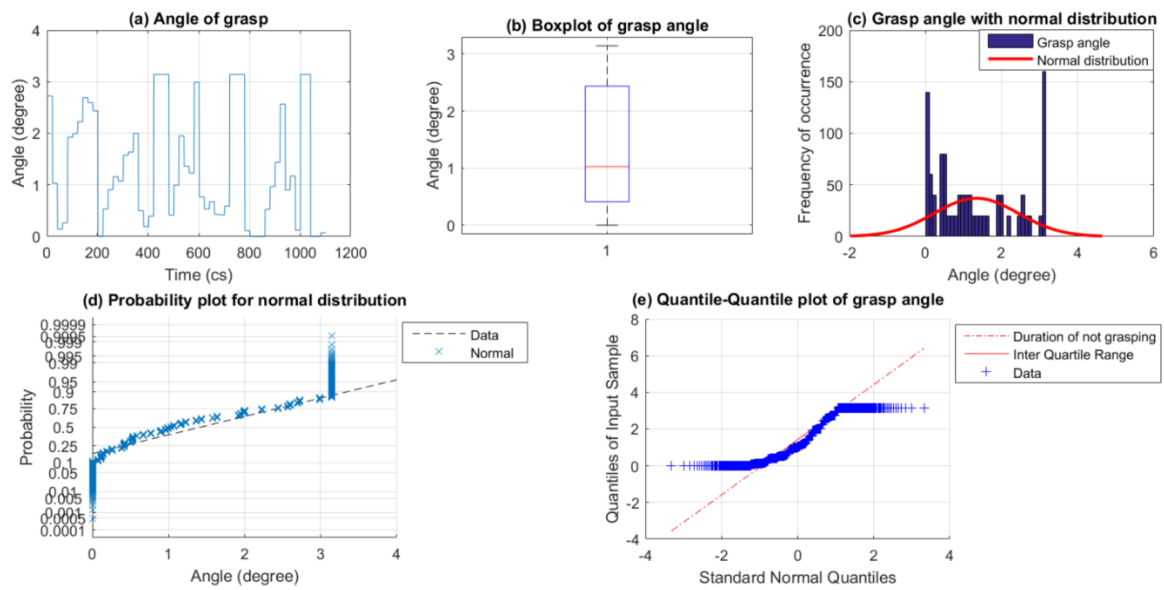 (a) Angle of grasp
Angle (degree)
4
3
2
1
0
0 200 400 600 800 1000 1200
Time (cs)
(b) Boxplot of grasp angle
Angle (degree)
3
2
1
0
1
(c) Grasp angle with normal distribution
Frequency of occurrence
200
150
100
50
0
Grasp angle
Normal distribution
-2 0 2 4 6
Angle (degree)
(d) Probability plot for normal distribution
Probability
0.9999
0.9995
0.999
0.995
0.99
0.95
0.9
0.75
0.5
0.25
0.1
0.05
0.01
0.005
0.001
0.0005
0.0001
Data
Normal
0 1 2 3 4
Angle (degree)
(e) Quantile-Quantile plot of grasp angle
Quantiles of Input Sample
8
6
4
2
0
-2
-4
Duration of not grasping
Inter Quartile Range
Data
-4 -2 0 2 4
Standard Normal Quantiles